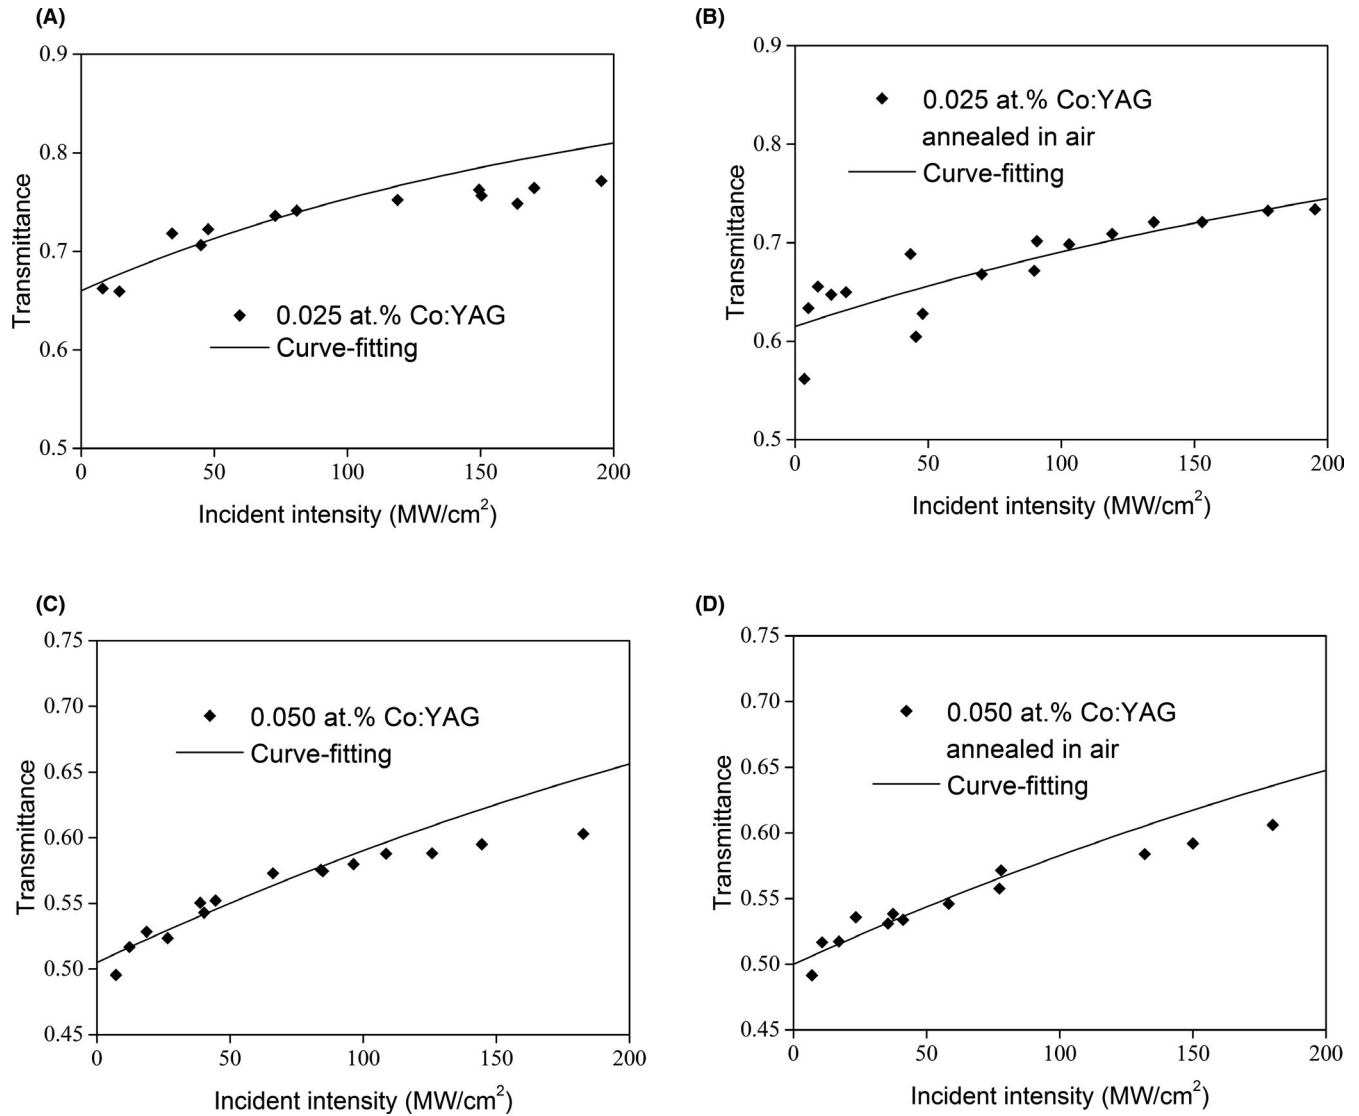 (A)
0.9
0.8
0.7
0.6
0.5
Transmittance
0.025 at.% Co:YAG
Curve-fitting
0 50 100 150 200
Incident intensity (MW/cm²)
(B)
0.9
0.8
0.7
0.6
0.5
Transmittance
0.025 at.% Co:YAG
annealed in air
Curve-fitting
0 50 100 150 200
Incident intensity (MW/cm²)
(C)
0.75
0.70
0.65
0.60
0.55
0.50
0.45
Transmittance
0.050 at.% Co:YAG
Curve-fitting
0 50 100 150 200
Incident intensity (MW/cm²)
(D)
0.75
0.70
0.65
0.60
0.55
0.50
0.45
Transmittance
0.050 at.% Co:YAG
annealed in air
Curve-fitting
0 50 100 150 200
Incident intensity (MW/cm²)